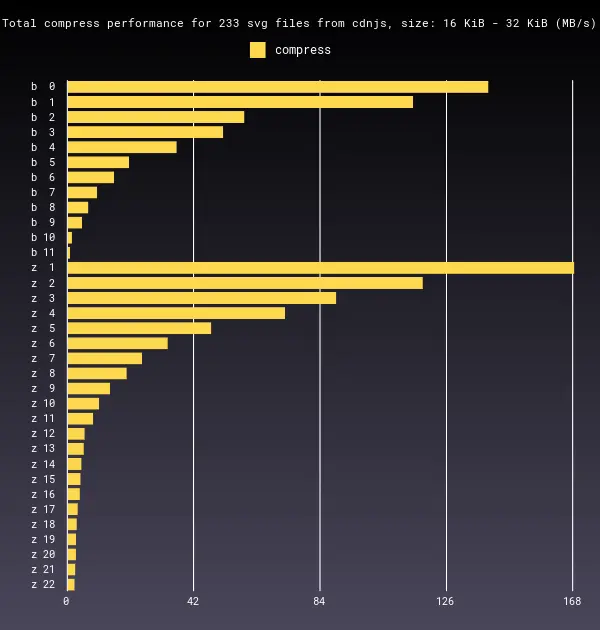 Total compress performance for 233 svg files from cdnjs, size: 16 KiB - 32 KiB (MB/s)
compress
b 0
b 1
b 2
b 3
b 4
b 5
b 6
b 7
b 8
b 9
b 10
b 11
z 1
z 2
z 3
z 4
z 5
z 6
z 7
z 8
z 9
z 10
z 11
z 12
z 13
z 14
z 15
z 16
z 17
z 18
z 19
z 20
z 21
z 22
0 42 84 126 168